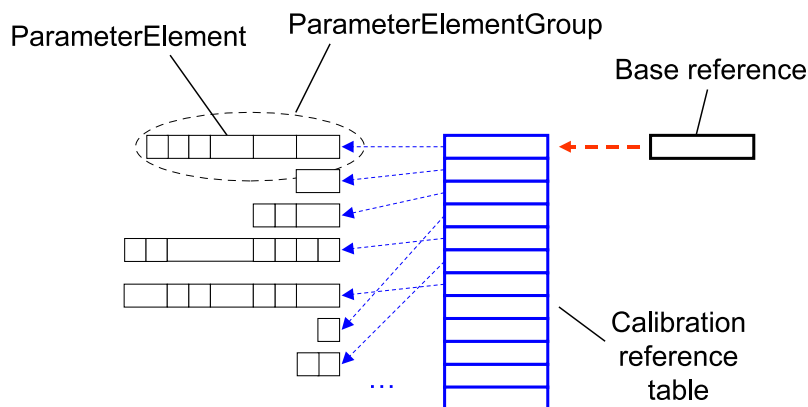 ParameterElement
ParameterElementGroup
Base reference
Calibration
reference
table
...